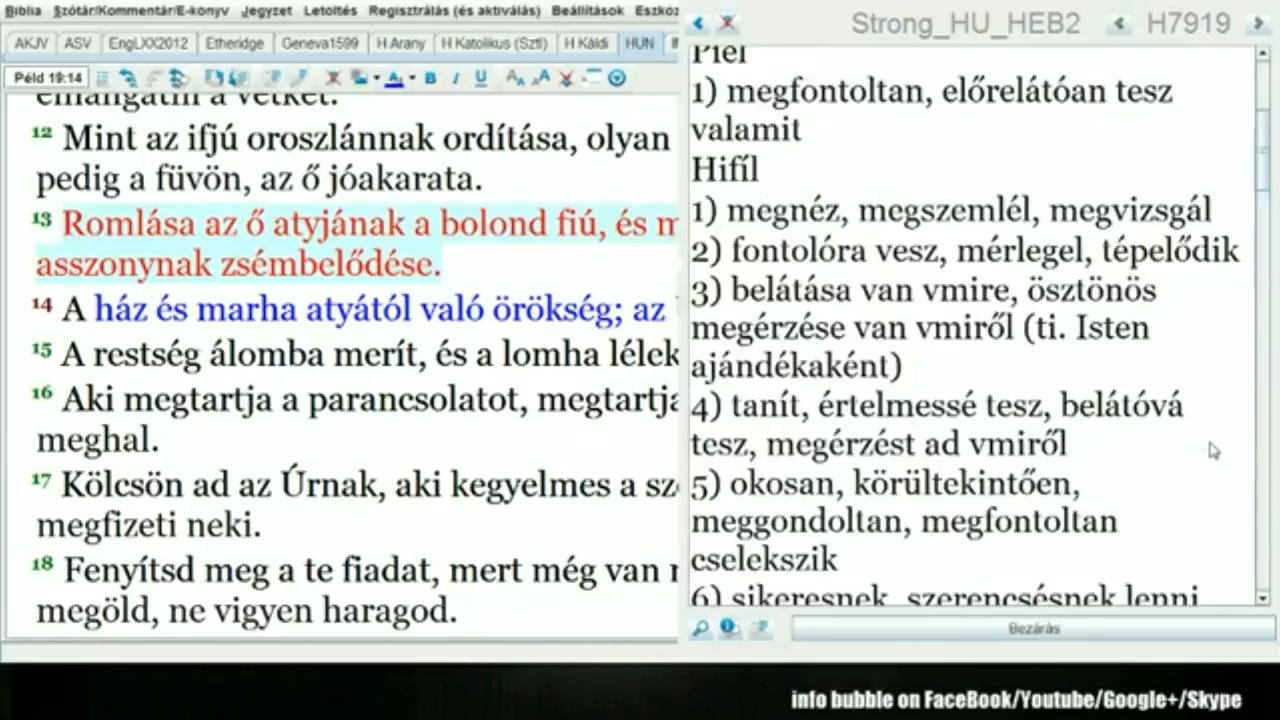 Biblia Szótár/Kommentár/E-könyv Jegyzet Letöltés Regisztrálás (és aktiválás) Beállítások
AKJV ASV EngLXX2012 Etheridge Geneva1599 H Arany H Katolikus (SztI) H Káldi HUN
Péld 19:14
elhallgatni a vétket.
12 Mint az ifjú oroszlánnak ordítása, olyan
pedig a füvön, az ő jóakarata.
13 Romlása az ő atyjának a bolond fiú, és
asszonynak zsémbelődése.
14 A ház és marha atyától való örökség; az
15 A restség álomba merít, és a lomha lélek
16 Aki megtartja a parancsolatot, megtartja
meghal.
17 Kölcsön ad az Úrnak, aki kegyelmes a
megfizeti neki.
18 Fenyítsd meg a te fiadat, mert még van
megöld, ne vigyen haragod.
Strong_HU_HEB2 H7919
Piel
1) megfontoltan, előrelátóan tesz
valamit
Hifíl
1) megnéz, megszemlél, megvizsgál
2) fontolóra vesz, mérlegel, tépelődik
3) belátása van vmire, ösztönös
megérzése van vmiről (ti. Isten
ajándékaként)
4) tanít, értelmessé tesz, belátóvá
tesz, megérzést ad vmiről
5) okosan, körültekintően,
meggondoltan, megfontoltan
cselekszik
6) sikeresnek, szerencsésnek lenni
Bezárás
info bubble on FaceBook/Youtube/Google+/Skype